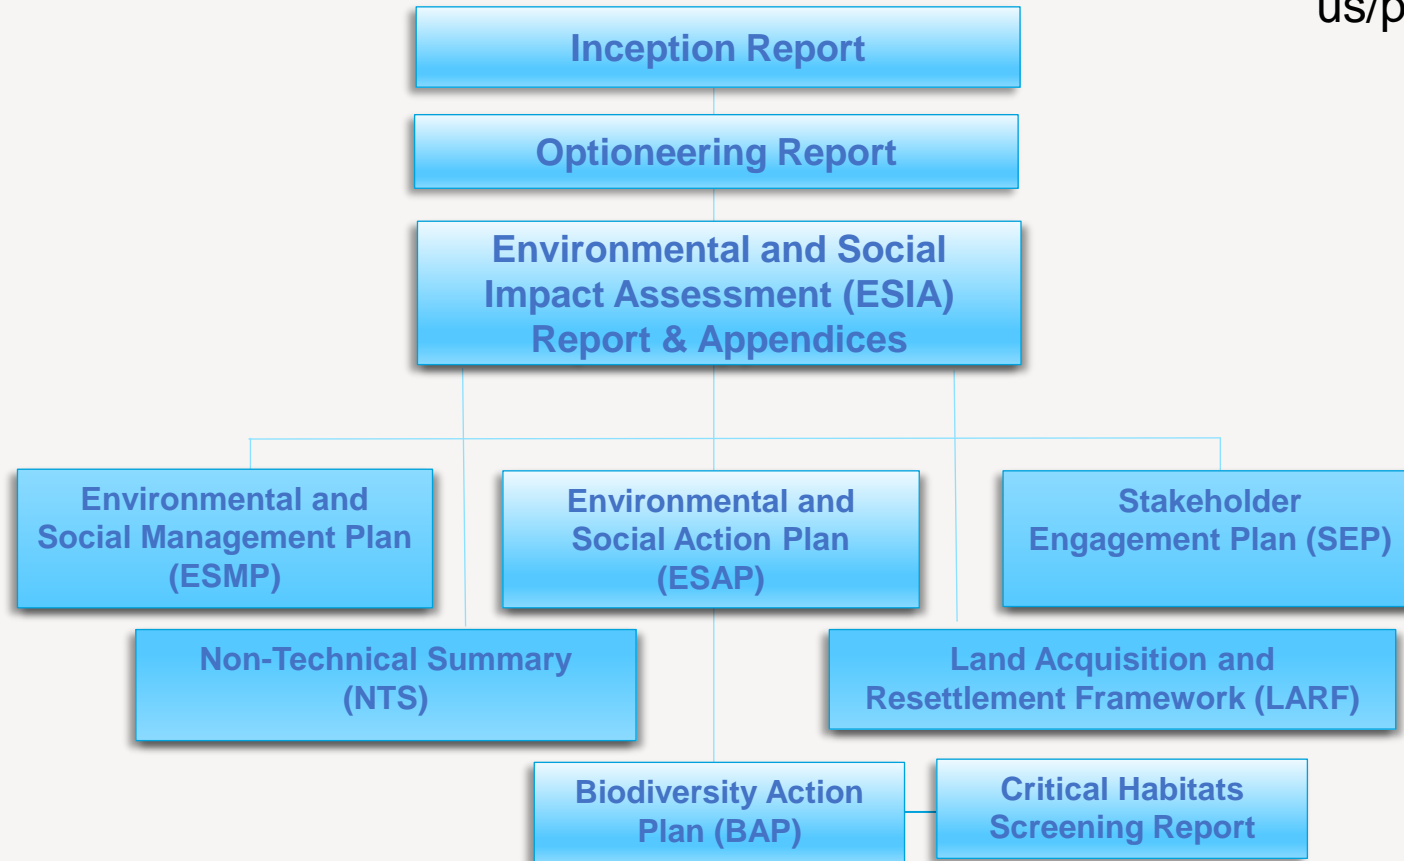 us/p
Inception Report
Optioneering Report
Environmental and Social
Impact Assessment (ESIA)
Report & Appendices
Environmental and
Social Management Plan
(ESMP)
Environmental and
Social Action Plan
(ESAP)
Stakeholder
Engagement Plan (SEP)
Non-Technical Summary
(NTS)
Land Acquisition and
Resettlement Framework (LARF)
Biodiversity Action
Plan (BAP)
Critical Habitats
Screening Report